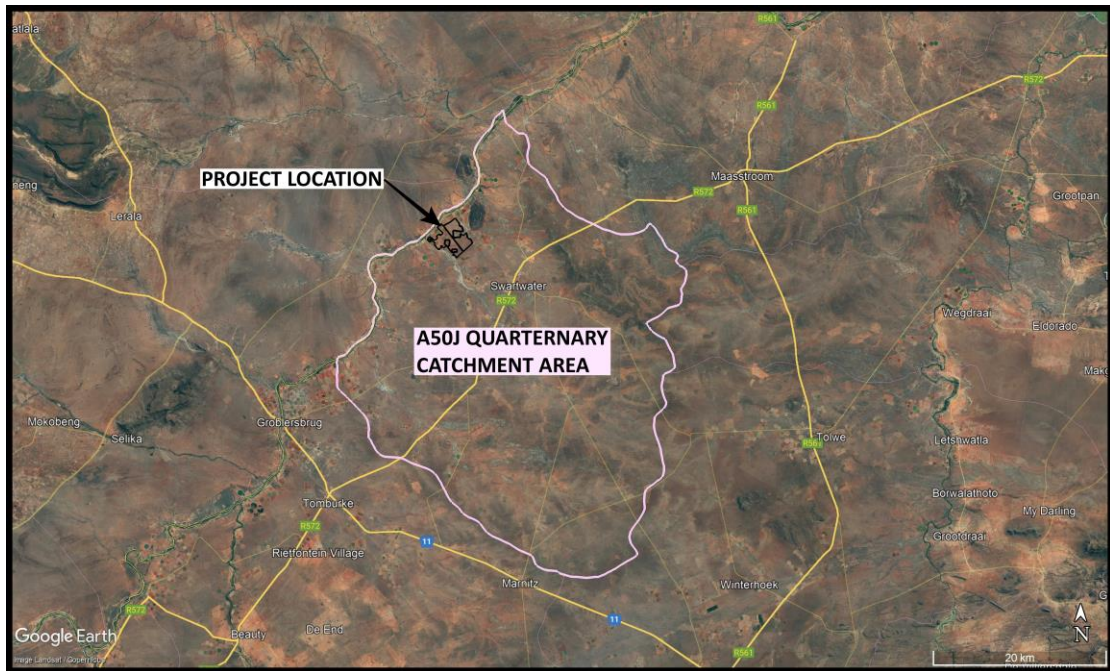 atlala
R561
R572
R561
PROJECT LOCATION
Maasstroom
R572
neng
Lerala
R561
Grootpan
Swartwater
R572
Wegdraai
Eldorado
A50J QUARTERNARY
CATCHMENT AREA
Mokobeng
Groblersbrug
Selika
Tolwe
Letshwatla
Tomburke
Borwalathoto
My Darling
R572
Rietfontein Village
11
Grootdraai
Marnitz
Winterhoek
R572
11
Beauty
De End
Google Earth
N
20 km
R561